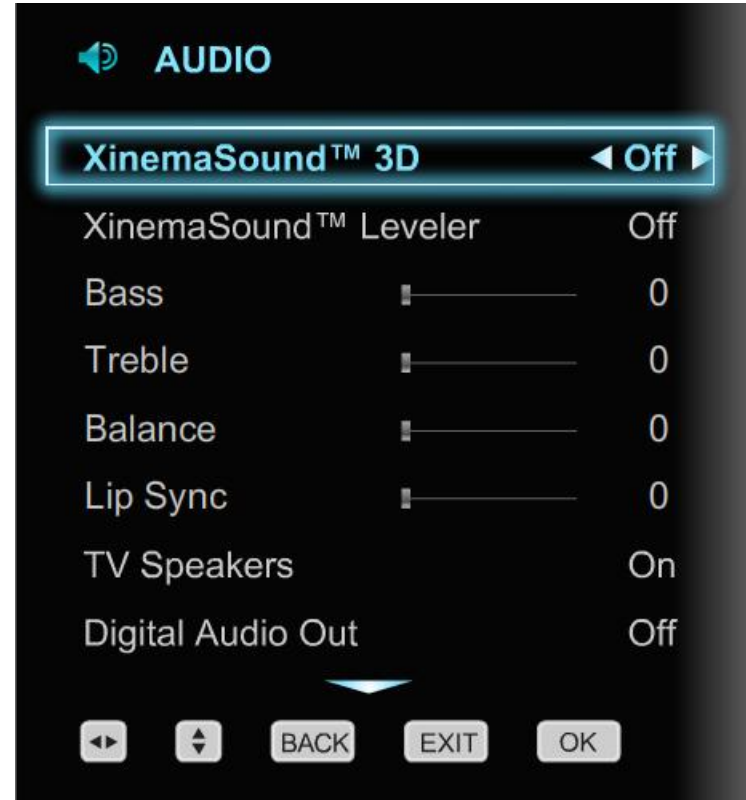 AUDIO
XinemaSound™ 3D Off
XinemaSound™ Leveler Off
Bass 0
Treble 0
Balance 0
Lip Sync 0
TV Speakers On
Digital Audio Out Off
BACK EXIT OK